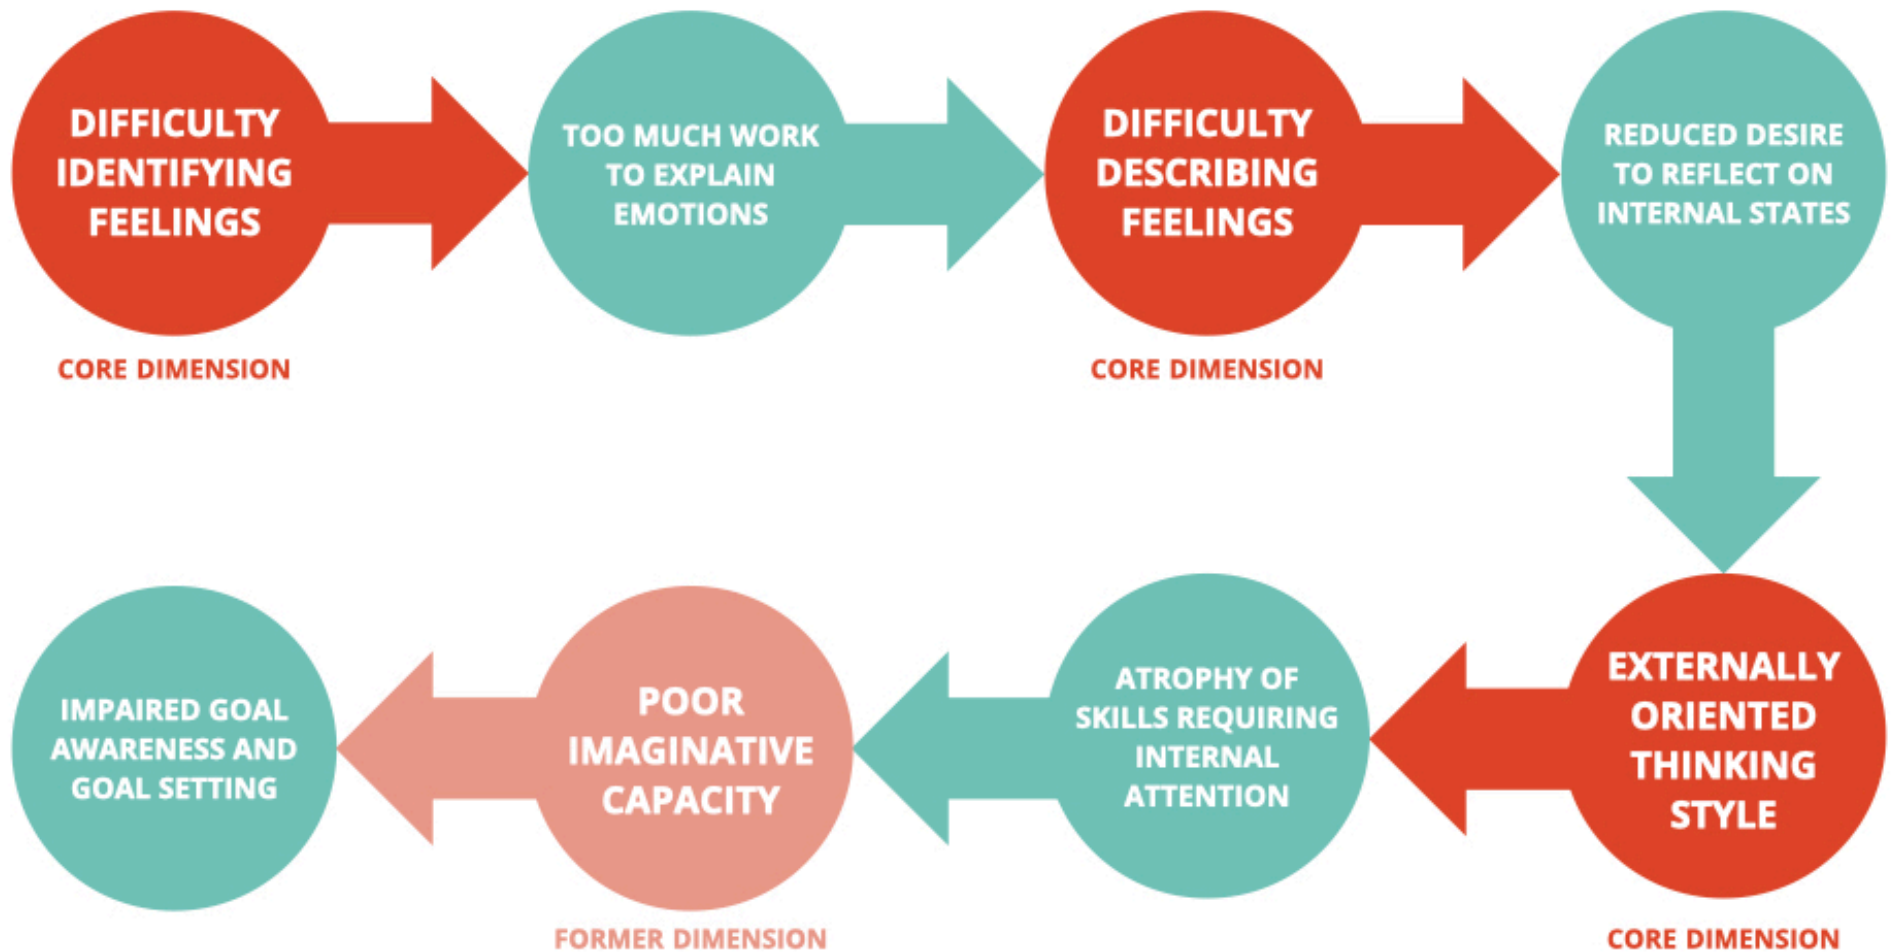 DIFFICULTY
IDENTIFYING
FEELINGS
CORE DIMENSION
TOO MUCH WORK
TO EXPLAIN
EMOTIONS
DIFFICULTY
DESCRIBING
FEELINGS
CORE DIMENSION
REDUCED DESIRE
TO REFLECT ON
INTERNAL STATES
EXTERNALLY
ORIENTED
THINKING
STYLE
CORE DIMENSION
ATROPHY OF
SKILLS REQUIRING
INTERNAL
ATTENTION
POOR
IMAGINATIVE
CAPACITY
FORMER DIMENSION
IMPAIRED GOAL
AWARENESS AND
GOAL SETTING